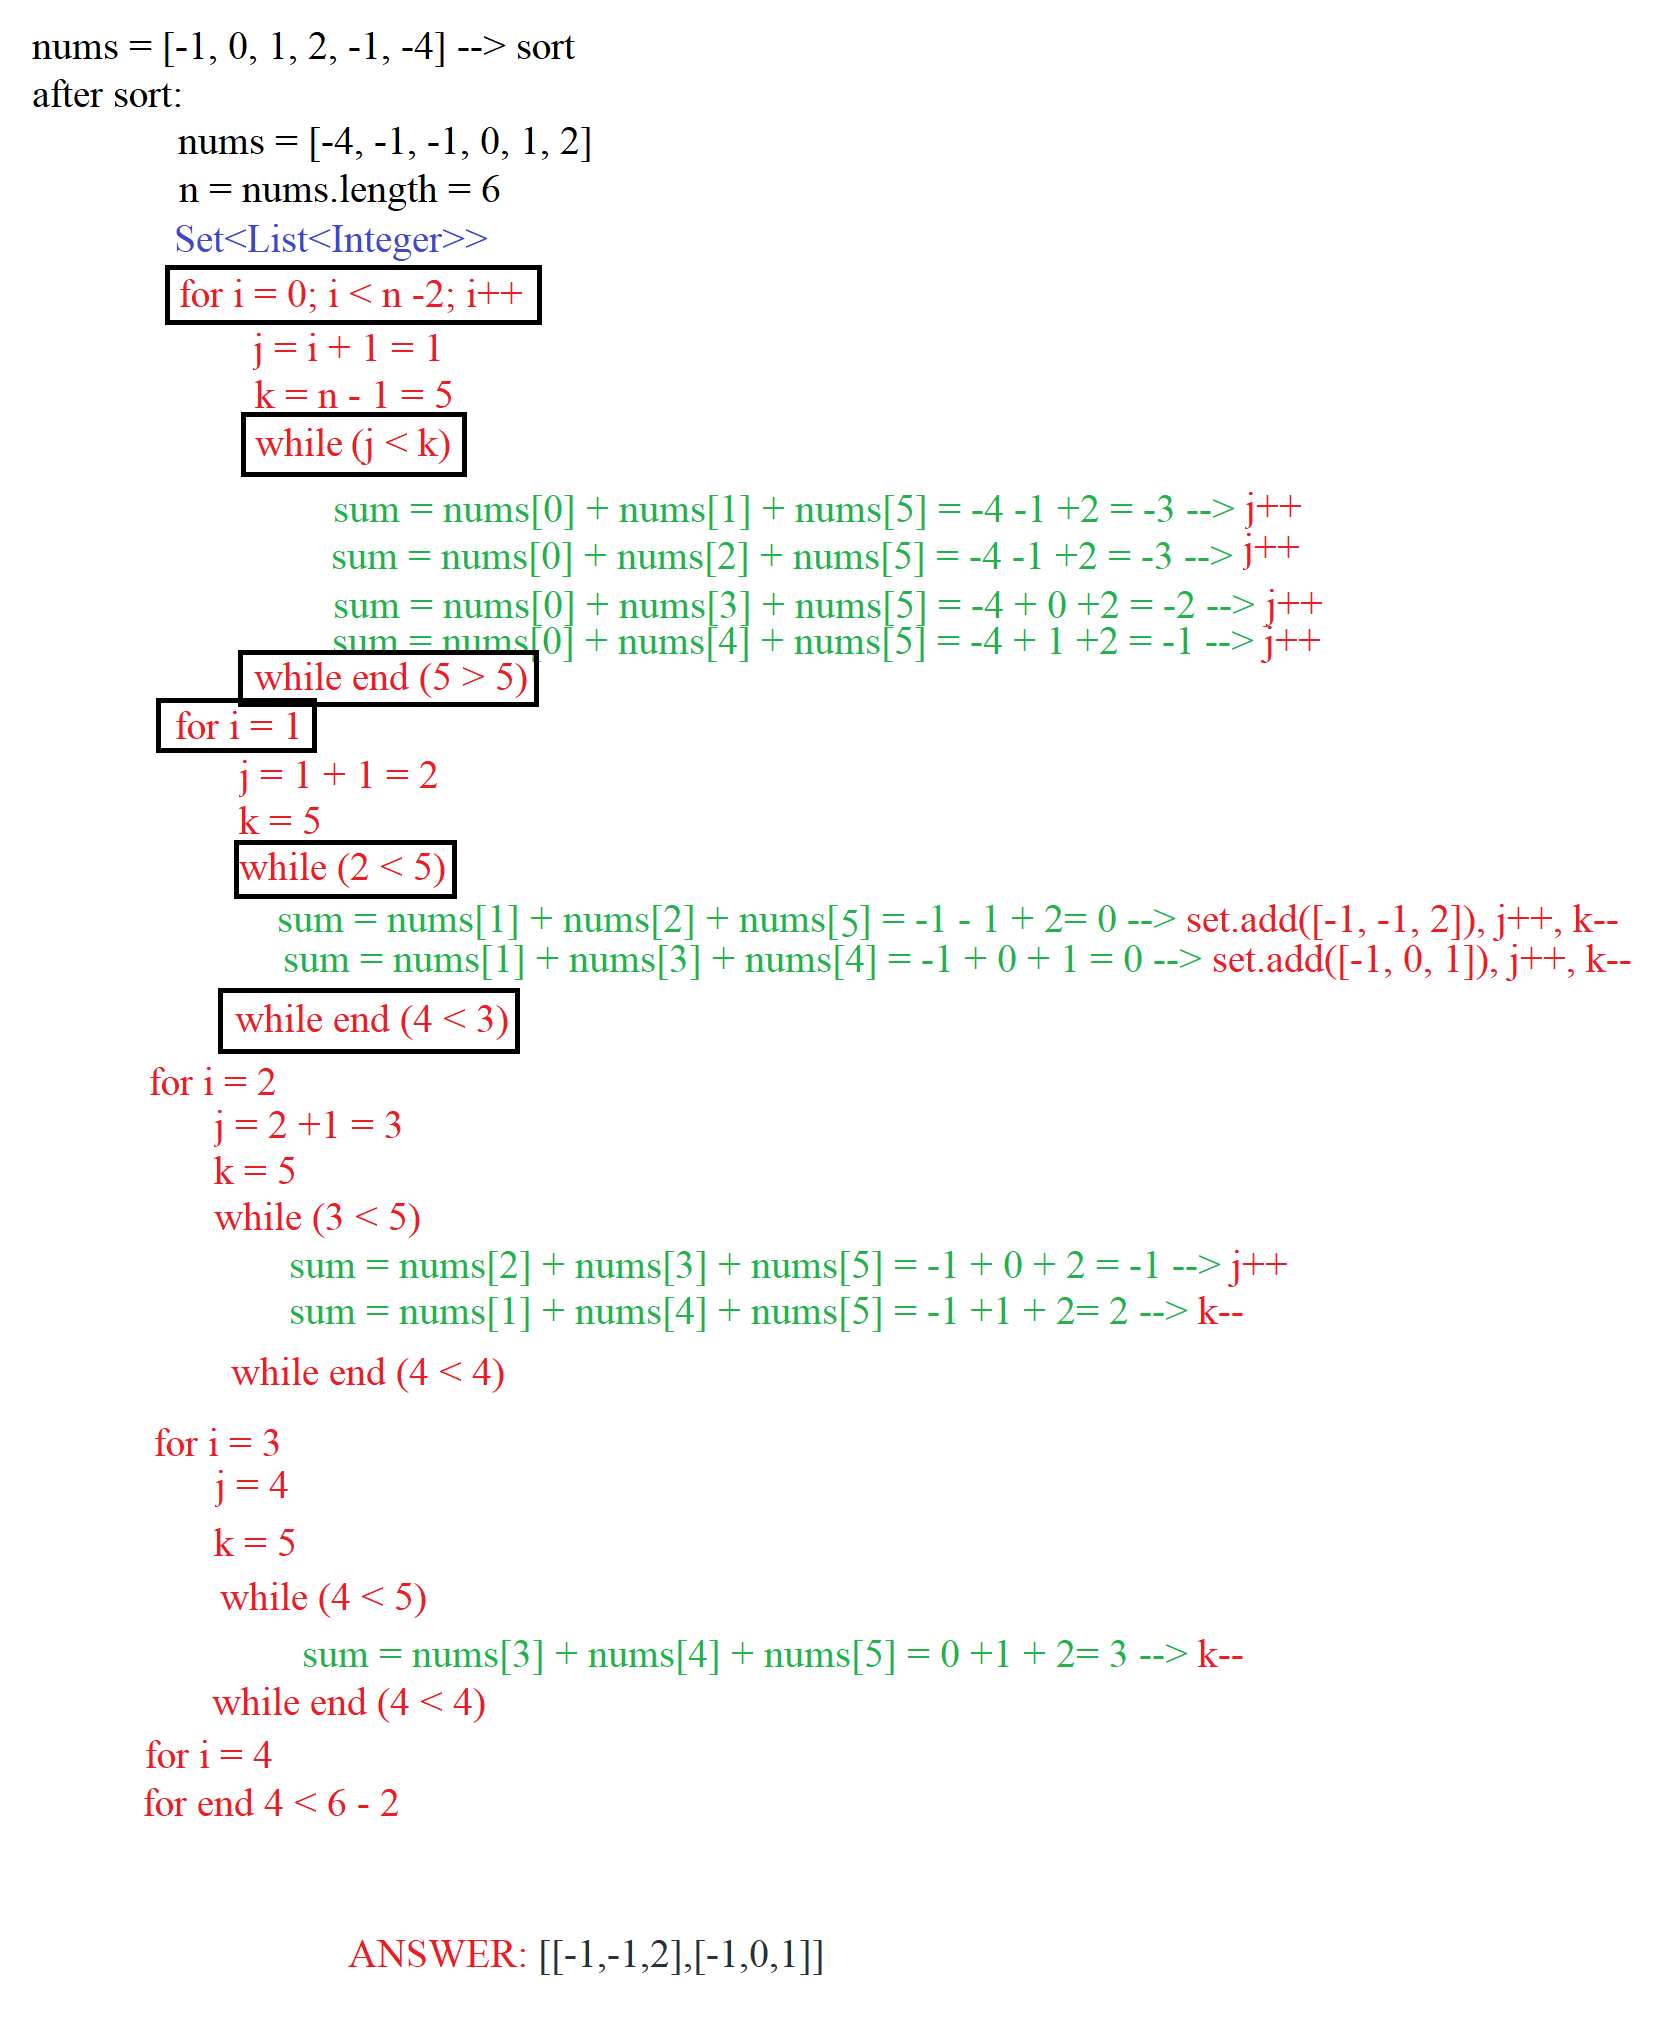 nums = [-1, 0, 1, 2, -1, -4] --> sort
after sort:
nums = [-4, -1, -1, 0, 1, 2]
n = nums.length = 6
Set<List<Integer>>
for i = 0; i < n -2; i++
j = i + 1 = 1
k = n - 1 = 5
while (j < k)
sum = nums[0] + nums[1] + nums[5] = -4 -1 +2 = -3 --> j++
sum = nums[0] + nums[2] + nums[5] = -4 -1 +2 = -3 --> j++
sum = nums[0] + nums[3] + nums[5] = -4 + 0 +2 = -2 --> j++
sum = nums[0] + nums[4] + nums[5] = -4 + 1 +2 = -1 --> j++
while end (5 > 5)
for i = 1
j = 1 + 1 = 2
k = 5
while (2 < 5)
sum = nums[1] + nums[2] + nums[5] = -1 - 1 + 2= 0 --> set.add([-1, -1, 2]), j++, k--
sum = nums[1] + nums[3] + nums[4] = -1 + 0 + 1 = 0 --> set.add([-1, 0, 1]), j++, k--
while end (4 < 3)
for i = 2
j = 2 +1 = 3
k = 5
while (3 < 5)
sum = nums[2] + nums[3] + nums[5] = -1 + 0 + 2 = -1 --> j++
sum = nums[1] + nums[4] + nums[5] = -1 +1 + 2= 2 --> k--
while end (4 < 4)
for i = 3
j = 4
k = 5
while (4 < 5)
sum = nums[3] + nums[4] + nums[5] = 0 +1 + 2= 3 --> k--
while end (4 < 4)
for i = 4
for end 4 < 6 - 2
ANSWER: [[-1,-1,2],[-1,0,1]]